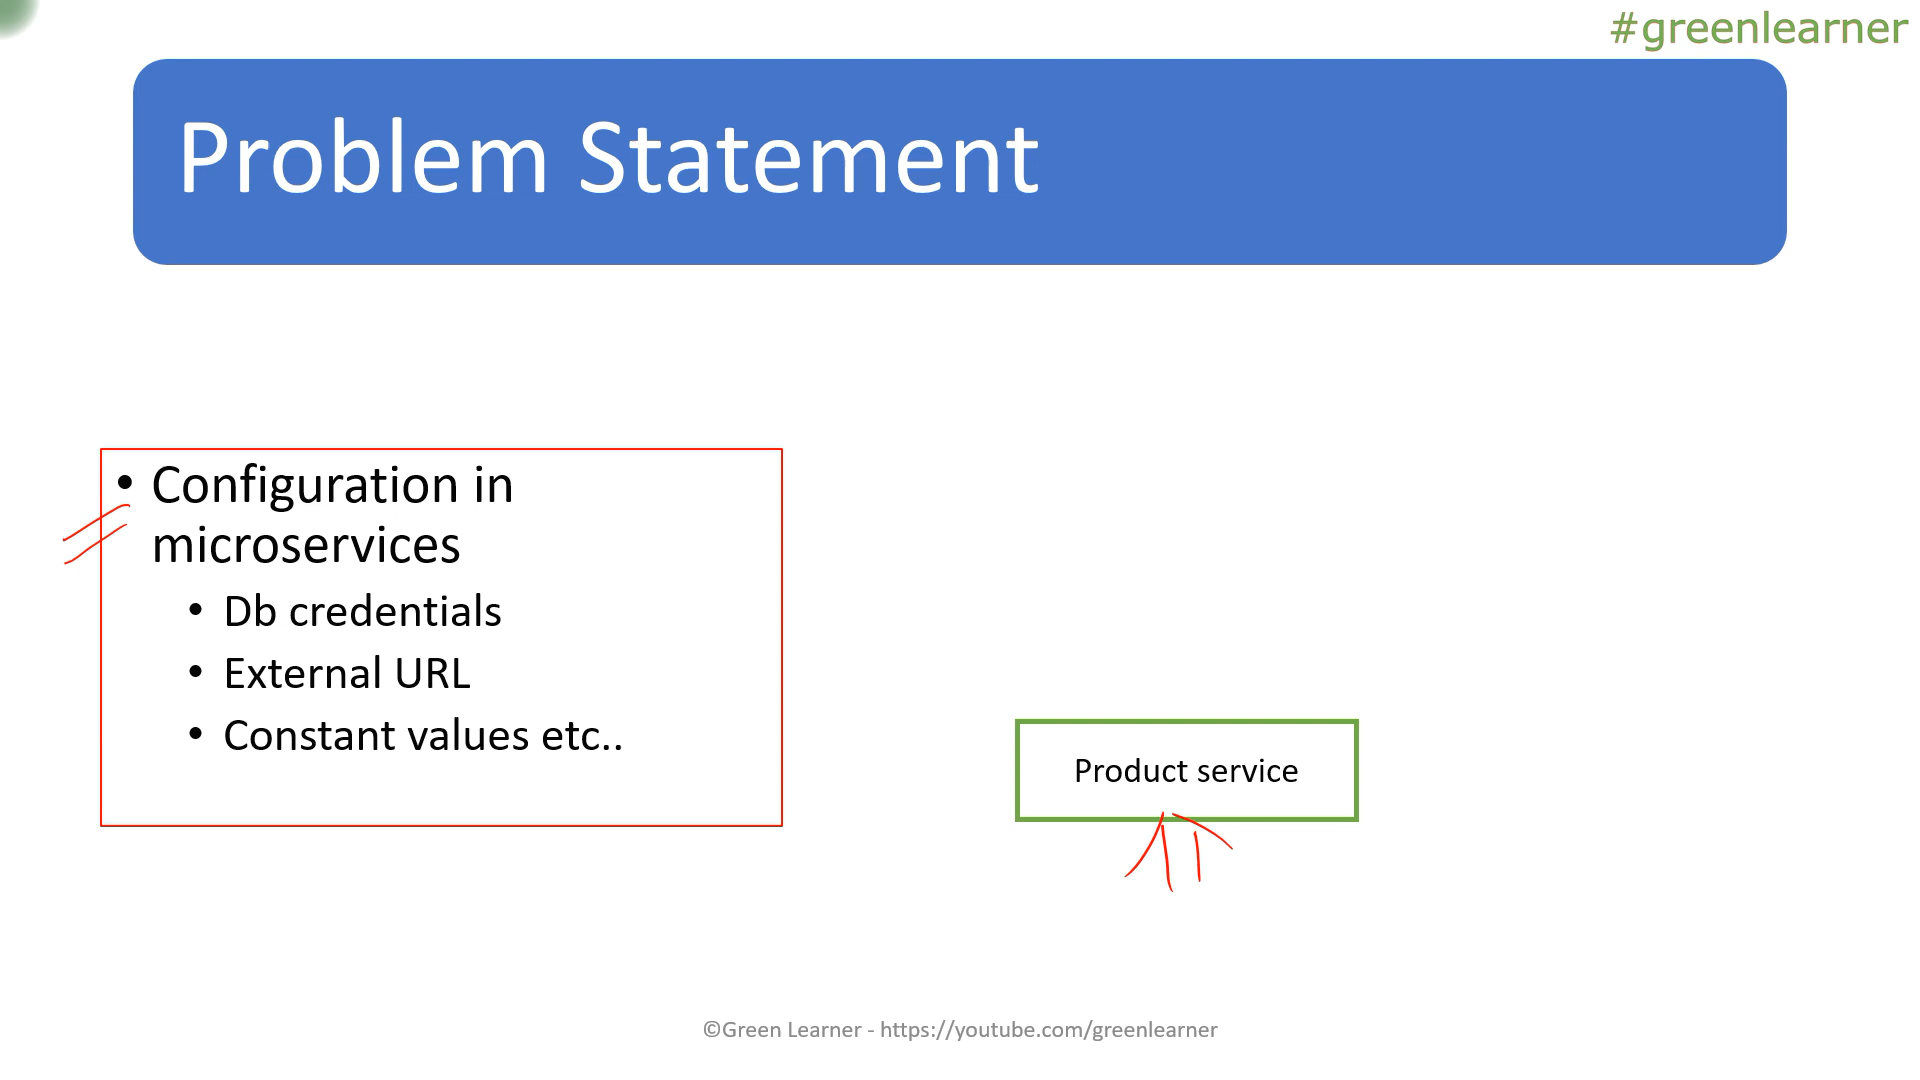 #greenlearner
Problem Statement
• Configuration in
microservices
• Db credentials
• External URL
• Constant values etc..
Product service
©Green Learner - https://youtube.com/greenlearner